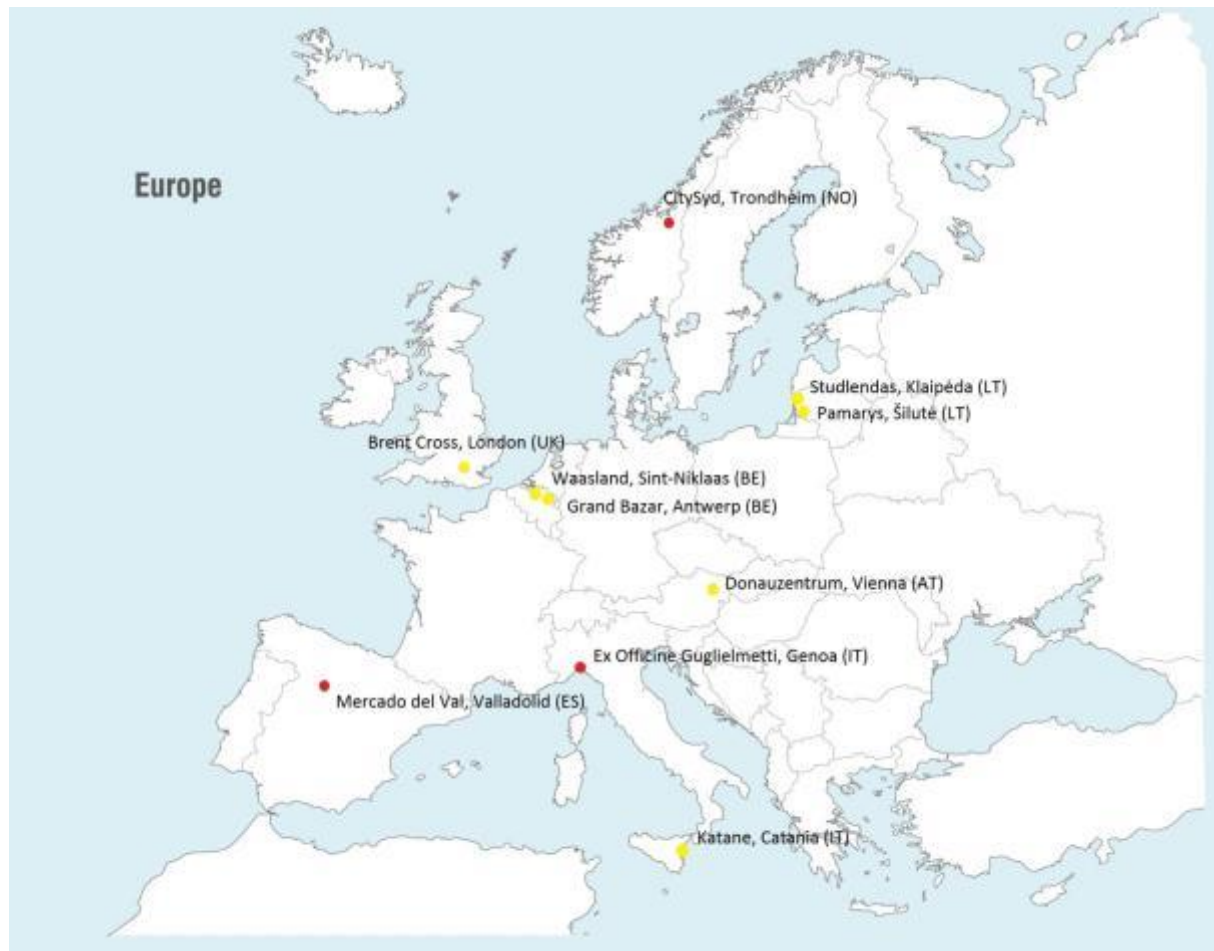 Europe
CitySyd, Trondheim (NO)
Studlendas, Klaipėda (LT)
Pamarys, Šilutė (LT)
Brent Cross, London (UK)
Waasland, Sint-Niklaas (BE)
Grand Bazar, Antwerp (BE)
Donauzentrum, Vienna (AT)
Ex Officine Guglielmetti, Genoa (IT)
Mercado del Val, Valladolid (ES)
Katane, Catania (IT)